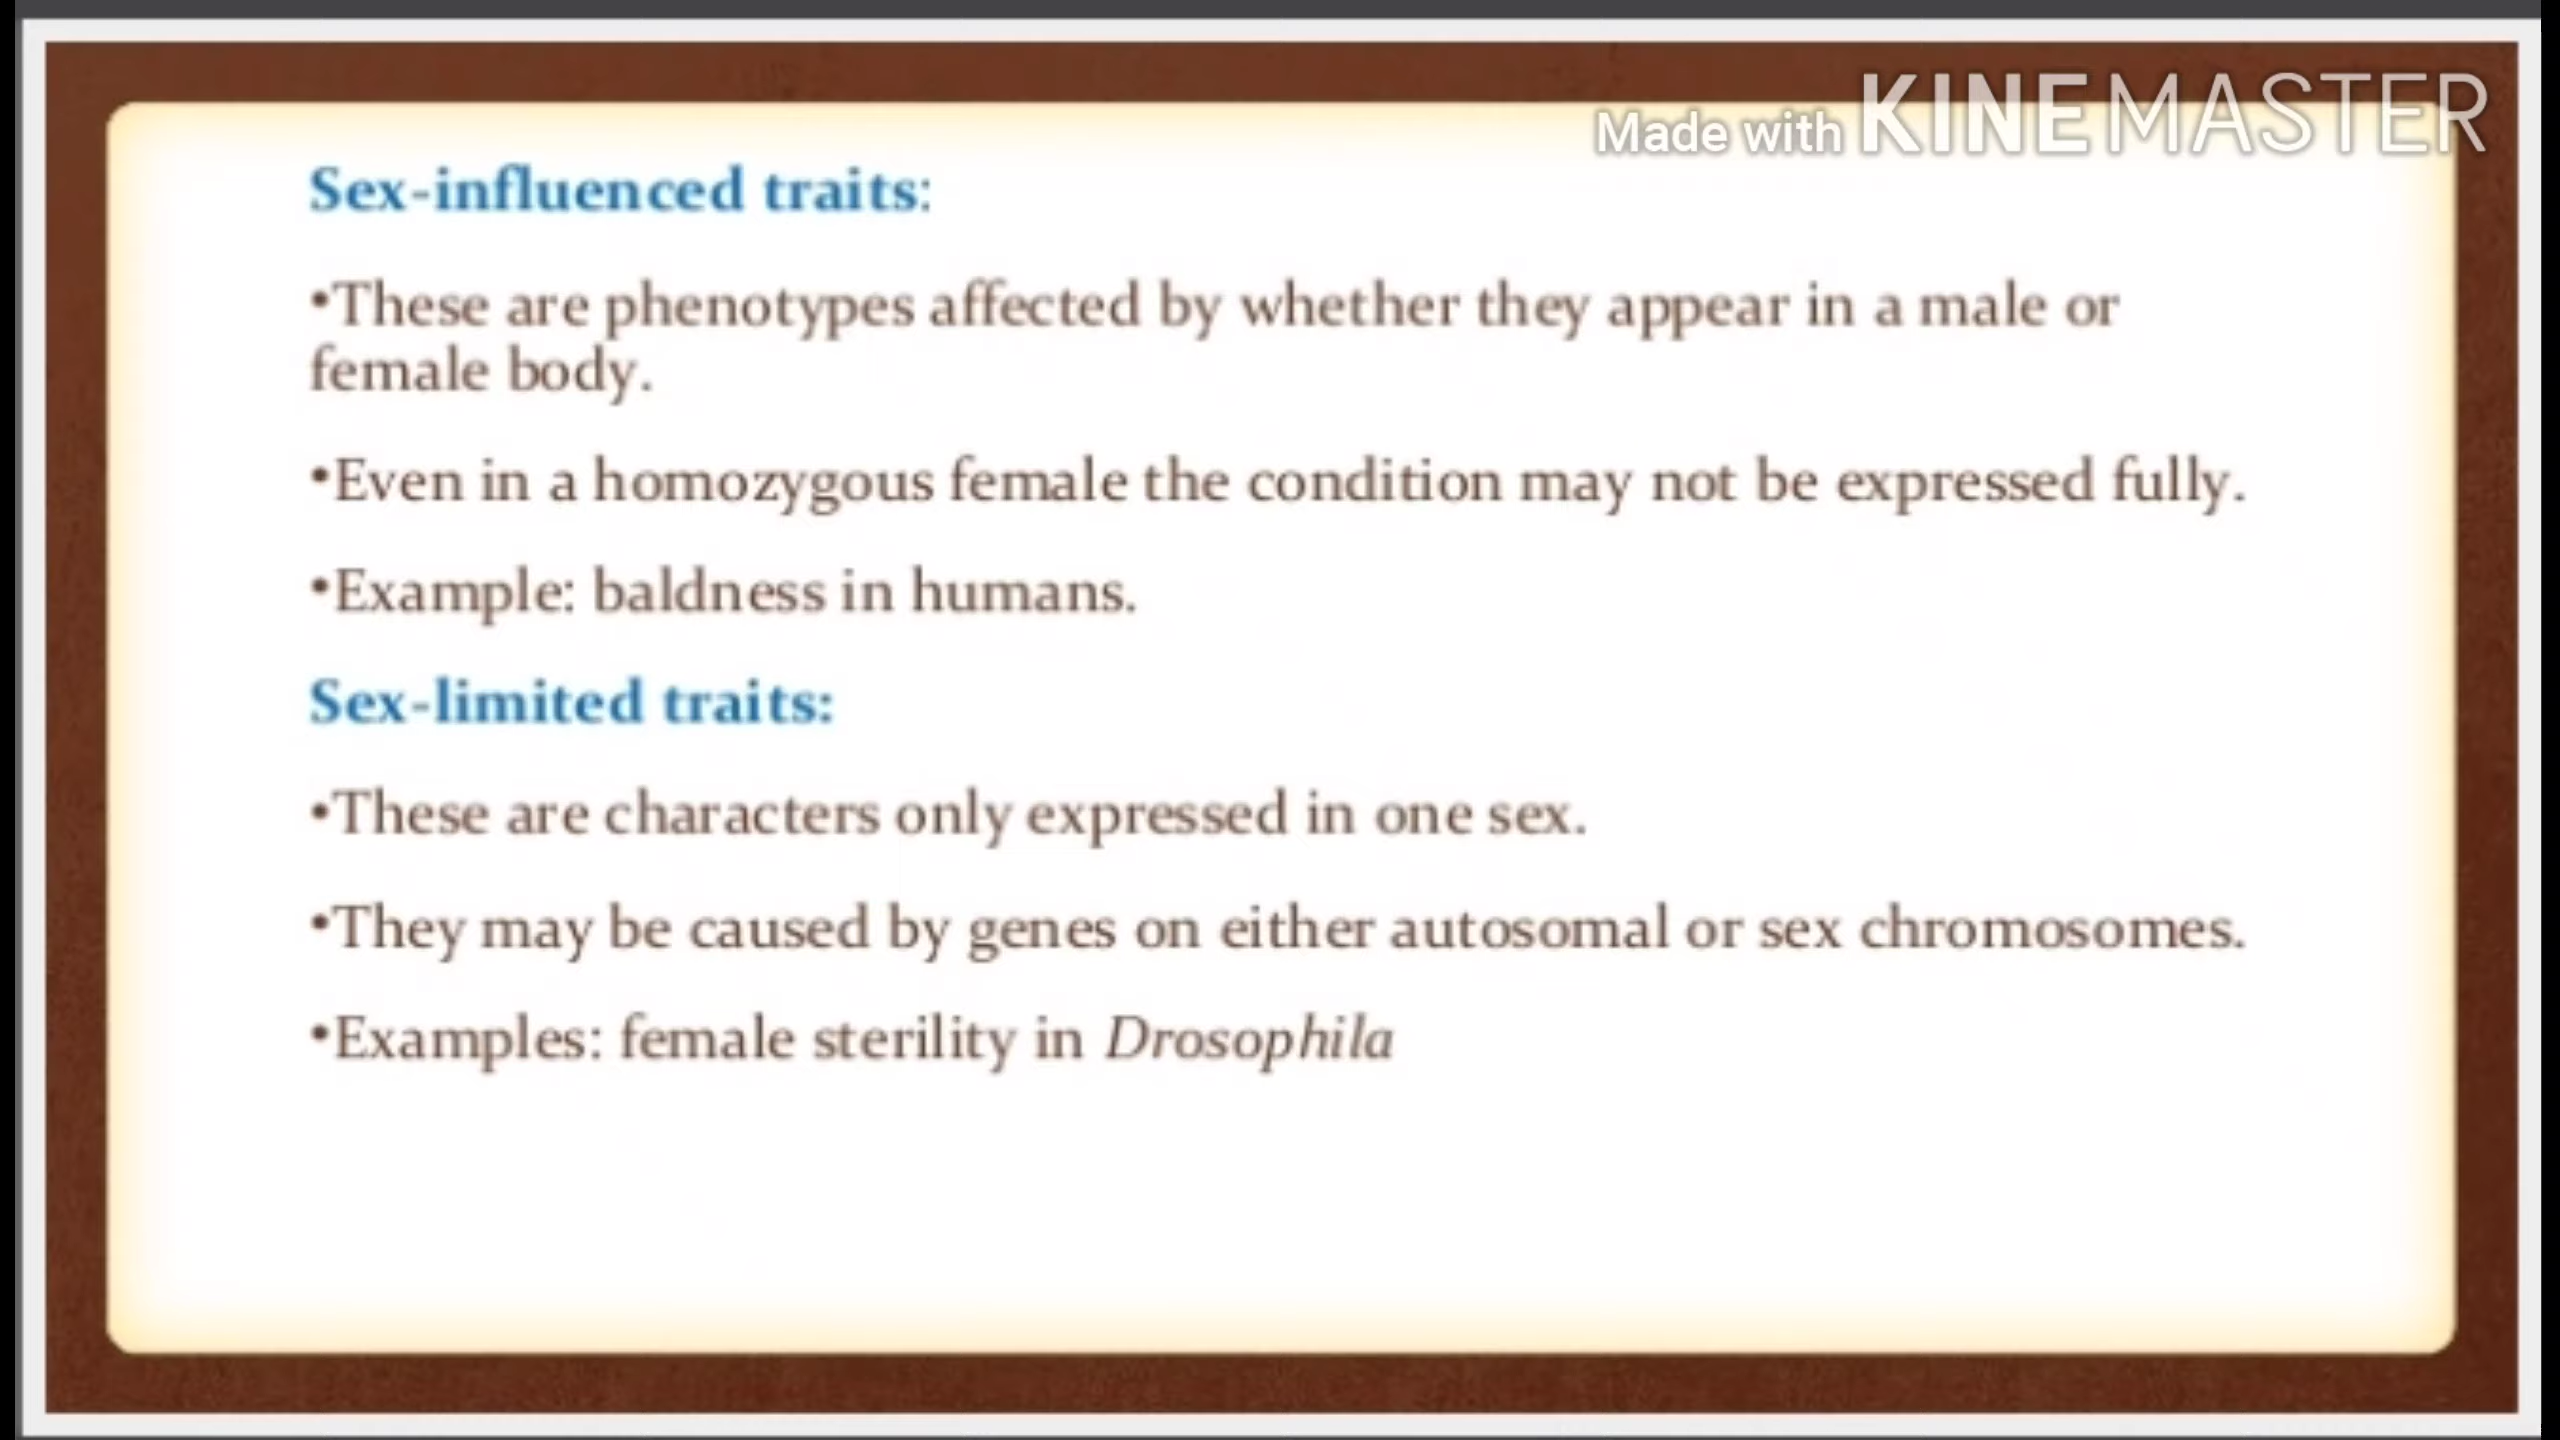 Made with KINEMASTER
Sex-influenced traits:
•These are phenotypes affected by whether they appear in a male or
female body.
•Even in a homozygous female the condition may not be expressed fully.
•Example: baldness in humans.
Sex-limited traits:
•These are characters only expressed in one sex.
•They may be caused by genes on either autosomal or sex chromosomes.
•Examples: female sterility in Drosophila